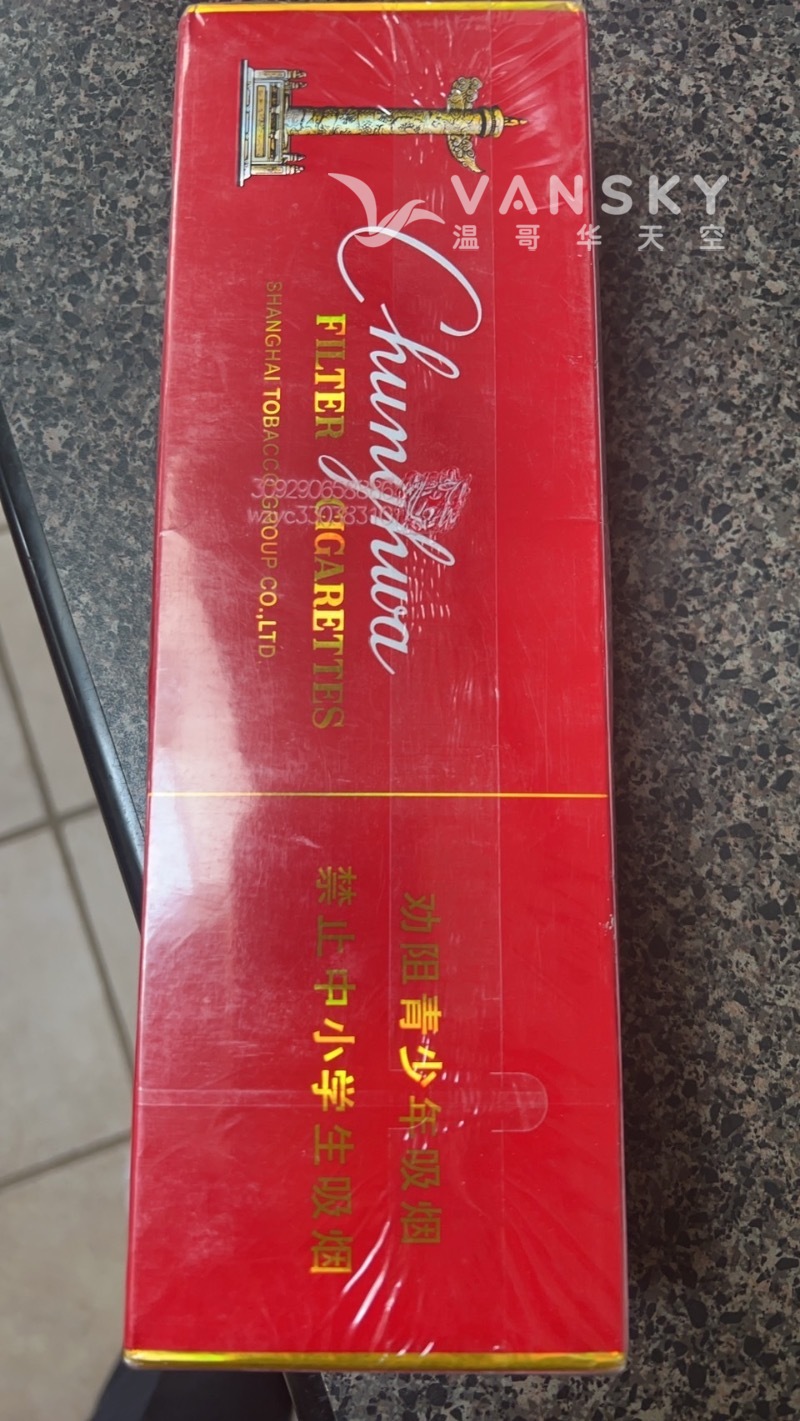 VANSKY
温哥华天空
Chunghwa
FILTER CIGARETTES
SHANGHAI TOBACCO GROUP CO.,LTD.
劝阻青少年吸烟
禁止中小学生吸烟